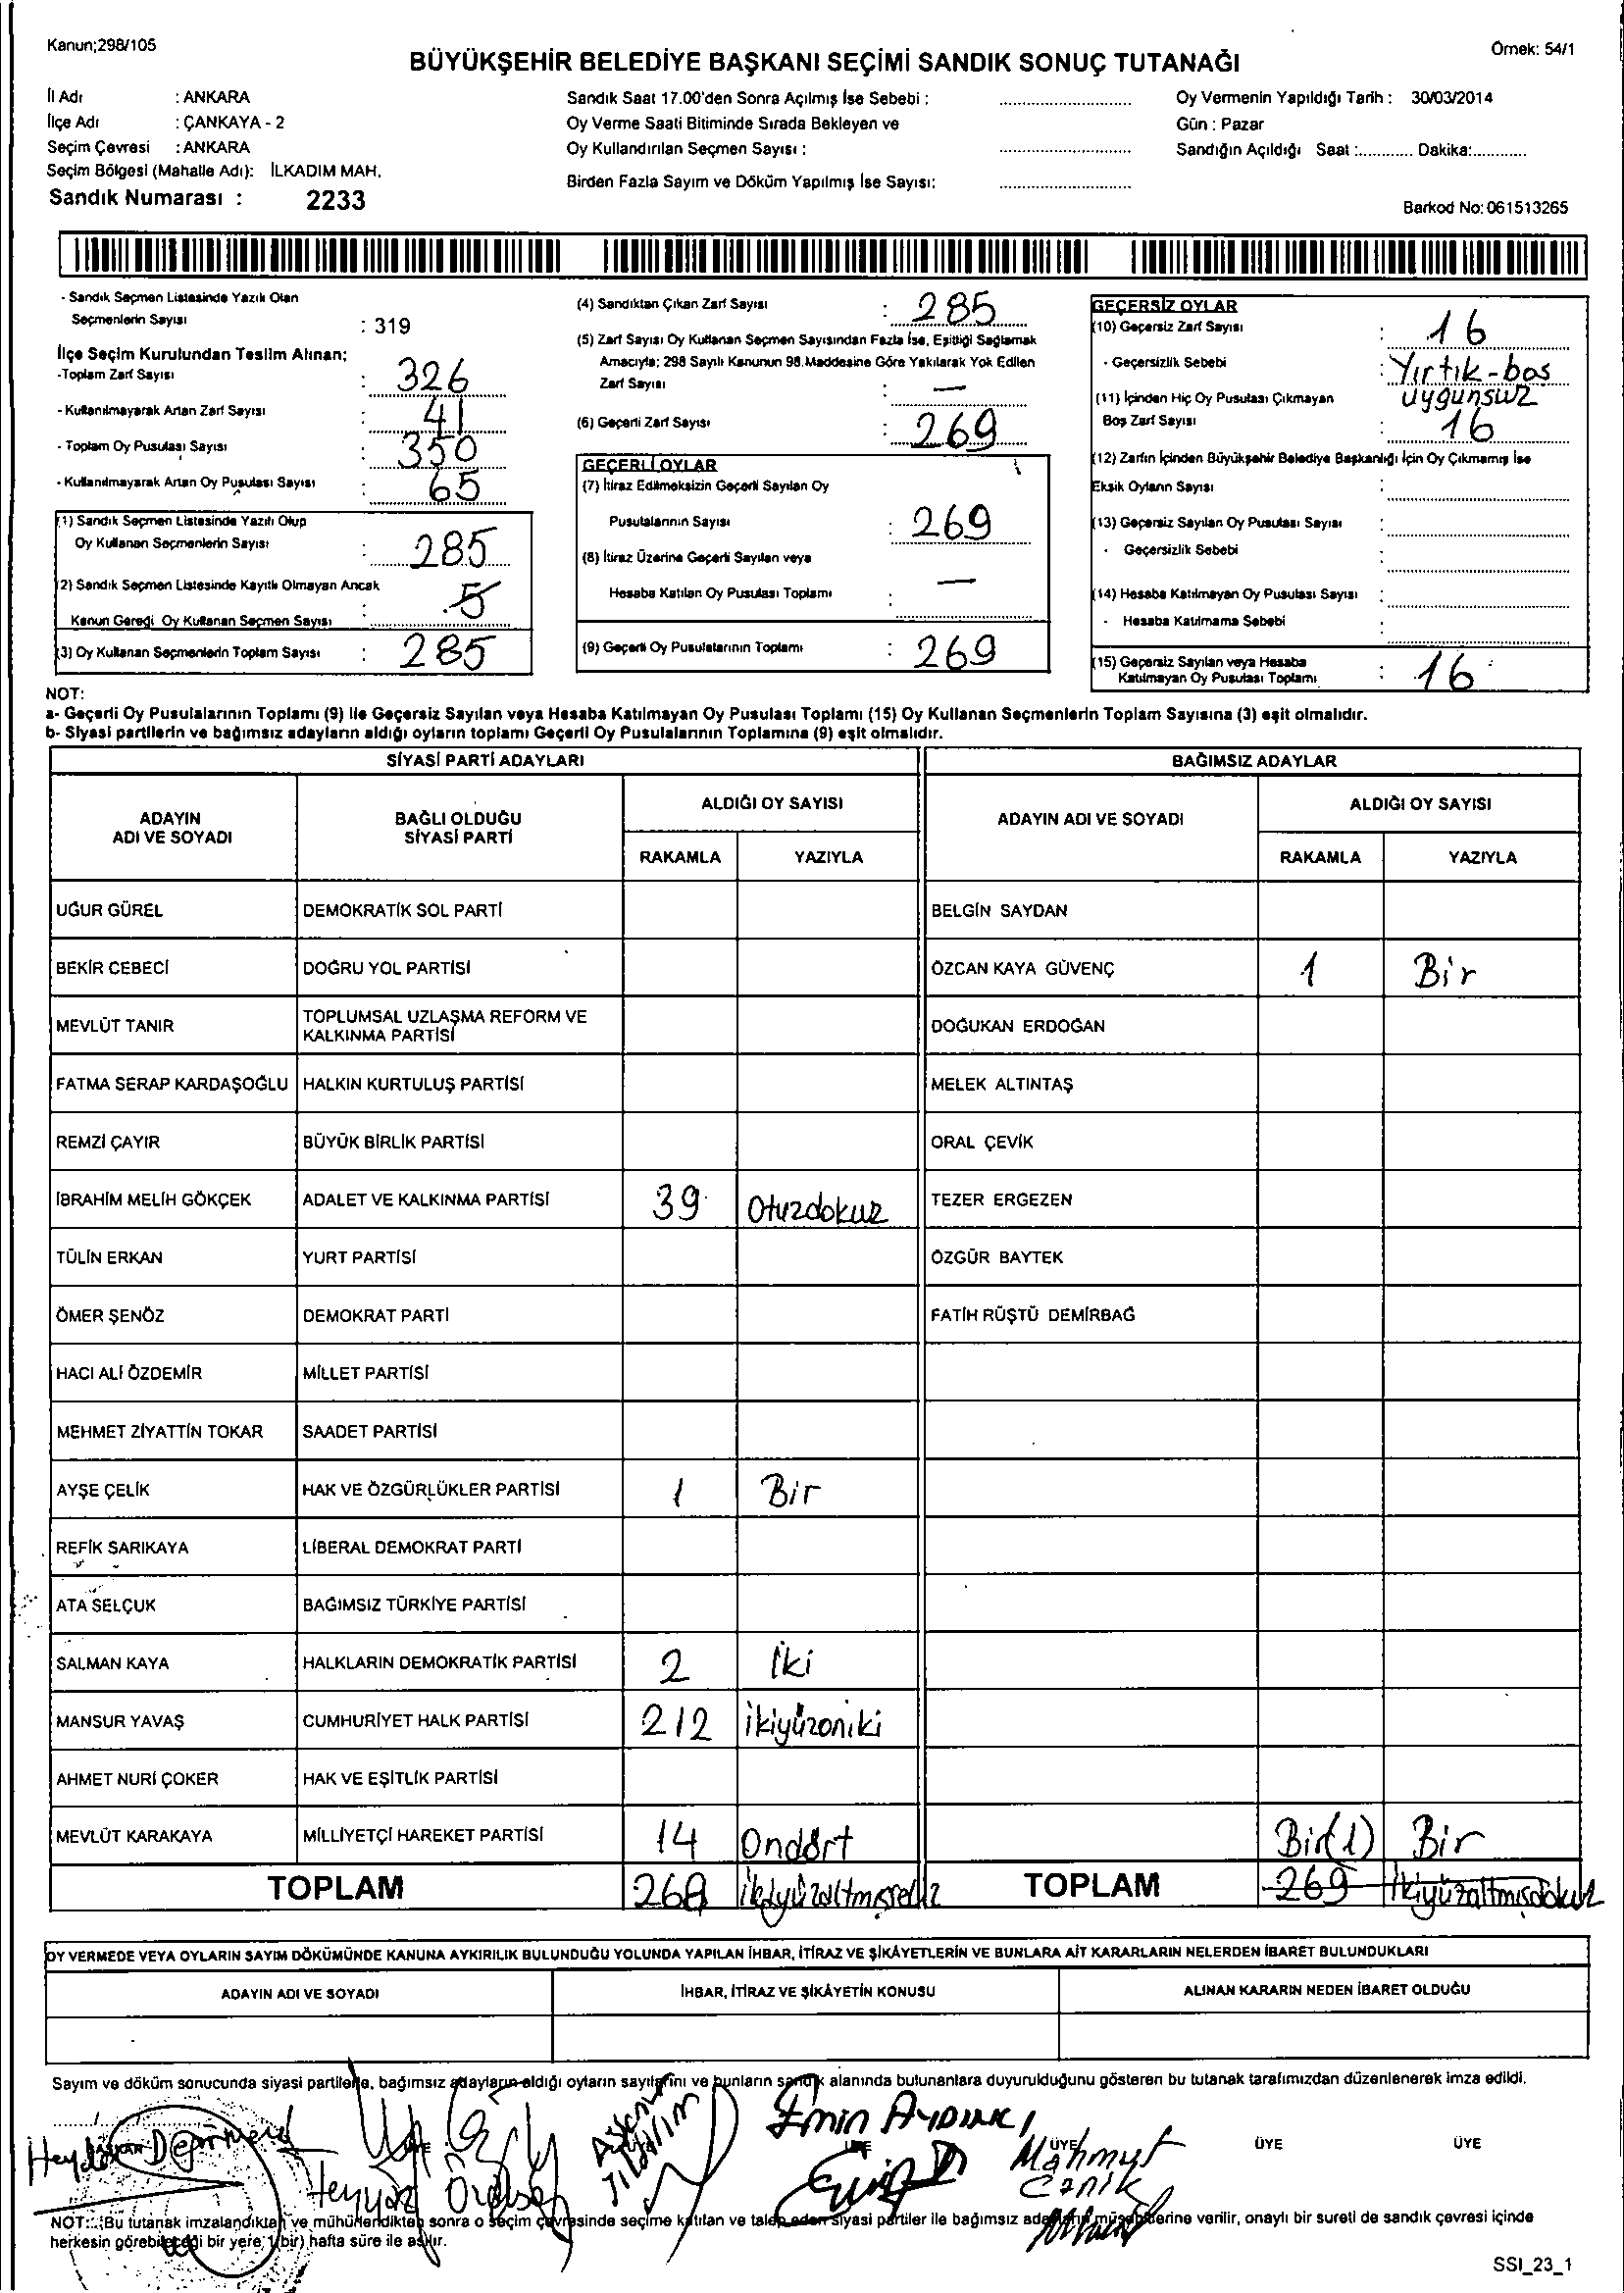 Kanun;298/105
Örnek: 54/1
BÜYÜKŞEHİR BELEDİYE BAŞKANI SEÇİMİ SANDIK SONUÇ TUTANAĞI
İl Adı : ANKARA
İlçe Adı : ÇANKAYA - 2
Seçim Çevresi : ANKARA
Seçim Bölgesi (Mahalle Adı): İLKADIM MAH.
Sandık Numarası : 2233
Sandık Saat 17.00'den Sonra Açılmış İse Sebebi :
Oy Verme Saati Bitiminde Sırada Bekleyen ve
Oy Kullandırılan Seçmen Sayısı :
Birden Fazla Sayım ve Döküm Yapılmış İse Sayısı:
Oy Vermenin Yapıldığı Tarih : 30/03/2014
Gün : Pazar
Sandığın Açıldığı Saat :............ Dakika:............
Barkod No: 061513265
- Sandık Seçmen Listesinde Yazılı Olan
Seçmenlerin Sayısı : 319
İlçe Seçim Kurulundan Teslim Alınan;
-Toplam Zarf Sayısı : 326
- Kullanılmayarak Artan Zarf Sayısı : 41
- Toplam Oy Pusulası Sayısı : 350
- Kullanılmayarak Artan Oy Pusulası Sayısı : 65
(1) Sandık Seçmen Listesinde Yazılı Olup
Oy Kullanan Seçmenlerin Sayısı : 285
(2) Sandık Seçmen Listesinde Kayıtlı Olmayan Ancak
Kanun Gereği Oy Kullanan Seçmen Sayısı :
(3) Oy Kullanan Seçmenlerin Toplam Sayısı : 285
(4) Sandıktan Çıkan Zarf Sayısı : 285
(5) Zarf Sayısı Oy Kullanan Seçmen Sayısından Fazla İse, Eşitliği Sağlamak
Amacıyla; 298 Sayılı Kanunun 98.Maddesine Göre Yakılarak Yok Edilen
Zarf Sayısı : —
(6) Geçerli Zarf Sayısı : 269
GEÇERLİ OYLAR
(7) İtiraz Edilmeksizin Geçerli Sayılan Oy
Pusulalarının Sayısı : 269
(8) İtiraz Üzerine Geçerli Sayılan veya
Hesaba Katılan Oy Pusulası Toplamı : —
(9) Geçerli Oy Pusulalarının Toplamı : 269
GEÇERSİZ OYLAR
(10) Geçersiz Zarf Sayısı : 16
- Geçersizlik Sebebi : Yırtık-bos
uygunsuz
(11) İçinden Hiç Oy Pusulası Çıkmayan
Boş Zarf Sayısı : 16
(12) Zarfın İçinden Büyükşehir Belediye Başkanlığı İçin Oy Çıkmamış İse
Eksik Oyların Sayısı :
(13) Geçersiz Sayılan Oy Pusulası Sayısı :
- Geçersizlik Sebebi :
(14) Hesaba Katılmayan Oy Pusulası Sayısı :
- Hesaba Katılmama Sebebi :
(15) Geçersiz Sayılan veya Hesaba
Katılmayan Oy Pusulası Toplamı : 16
NOT:
a- Geçerli Oy Pusulalarının Toplamı (9) ile Geçersiz Sayılan veya Hesaba Katılmayan Oy Pusulası Toplamı (15) Oy Kullanan Seçmenlerin Toplam Sayısına (3) eşit olmalıdır.
b- Siyasi partilerin ve bağımsız adayların aldığı oyların toplamı Geçerli Oy Pusulalarının Toplamına (9) eşit olmalıdır.
SİYASİ PARTİ ADAYLARI BAĞIMSIZ ADAYLAR
ADAYIN ADI VE SOYADI BAĞLI OLDUĞU SİYASİ PARTİ ALDIĞI OY SAYISI ADAYIN ADI VE SOYADI ALDIĞI OY SAYISI
RAKAMLA YAZIYLA RAKAMLA YAZIYLA
UĞUR GÜREL DEMOKRATİK SOL PARTİ BELGİN SAYDAN
BEKİR CEBECİ DOĞRU YOL PARTİSİ ÖZCAN KAYA GÜVENÇ 1 Bir
MEVLÜT TANIR TOPLUMSAL UZLAŞMA REFORM VE KALKINMA PARTİSİ DOĞUKAN ERDOĞAN
FATMA SERAP KARDAŞOĞLU HALKIN KURTULUŞ PARTİSİ MELEK ALTINTAŞ
REMZİ ÇAYIR BÜYÜK BİRLİK PARTİSİ ORAL ÇEVİK
İBRAHİM MELİH GÖKÇEK ADALET VE KALKINMA PARTİSİ 39 Otuzdokuz TEZER ERGEZEN
TÜLİN ERKAN YURT PARTİSİ ÖZGÜR BAYTEK
ÖMER ŞENÖZ DEMOKRAT PARTİ FATİH RÜŞTÜ DEMİRBAĞ
HACI ALİ ÖZDEMİR MİLLET PARTİSİ
MEHMET ZİYATTİN TOKAR SAADET PARTİSİ
AYŞE ÇELİK HAK VE ÖZGÜRLÜKLER PARTİSİ 1 Bir
REFİK SARIKAYA LİBERAL DEMOKRAT PARTİ
ATA SELÇUK BAĞIMSIZ TÜRKİYE PARTİSİ
SALMAN KAYA HALKLARIN DEMOKRATİK PARTİSİ 2 İki
MANSUR YAVAŞ CUMHURİYET HALK PARTİSİ 212 ikiyüzoniki
AHMET NURİ ÇOKER HAK VE EŞİTLİK PARTİSİ
MEVLÜT KARAKAYA MİLLİYETÇİ HAREKET PARTİSİ 14 Ondört Bir(1) Bir
TOPLAM 268 TOPLAM 269 ikiyüzaltmışdokuz
OY VERMEDE VEYA OYLARIN SAYIM DÖKÜMÜNDE KANUNA AYKIRILIK BULUNDUĞU YOLUNDA YAPILAN İHBAR, İTİRAZ VE ŞİKÂYETLERİN VE BUNLARA AİT KARARLARIN NELERDEN İBARET BULUNDUKLARI
ADAYIN ADI VE SOYADI İHBAR, İTİRAZ VE ŞİKÂYETİN KONUSU ALINAN KARARIN NEDEN İBARET OLDUĞU
Sayım ve döküm sonucunda siyasi partilerle, bağımsız adayların aldığı oyların sayılarını ve bunların sandık alanında bulunanlara duyurulduğunu gösteren bu tutanak tarafımızdan düzenlenerek imza edildi.
Emin
BAŞKAN ÜYE ÜYE ÜYE ÜYE ÜYE
Mahmut
Canik
NOT: Bu tutanak imzalandıktan ve mühürlendikten sonra o seçim çevresinde seçime katılan ve talep eden siyasi partiler ile bağımsız adayların müşahitlerine verilir, onaylı bir sureti de sandık çevresi içinde
herkesin görebileceği bir yere 1(bir) hafta süre ile asılır.
SSI_23_1